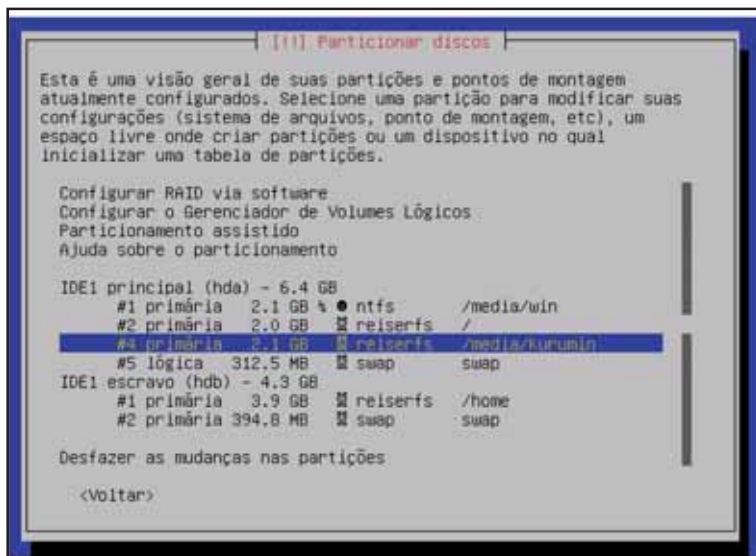 [!!] Particionar discos
Esta é uma visão geral de suas partições e pontos de montagem
atualmente configurados. Selecione uma partição para modificar suas
configurações (sistema de arquivos, ponto de montagem, etc), um
espaço livre onde criar partições ou um dispositivo no qual
inicializar uma tabela de partições.
Configurar RAID via software
Configurar o Gerenciador de Volumes Lógicos
Particionamento assistido
Ajuda sobre o particionamento
IDE1 principal (hda) - 6.4 GB
#1 primária 2.1 GB ntfs /media/win
#2 primária 2.0 GB reiserfs /
#4 primária 2.1 GB reiserfs /media/kurumin
#5 lógica 312.5 MB swap swap
IDE1 escravo (hdb) - 4.3 GB
#1 primária 3.9 GB reiserfs /home
#2 primária 394.8 MB swap swap
Desfazer as mudanças nas partições
<Voltar>